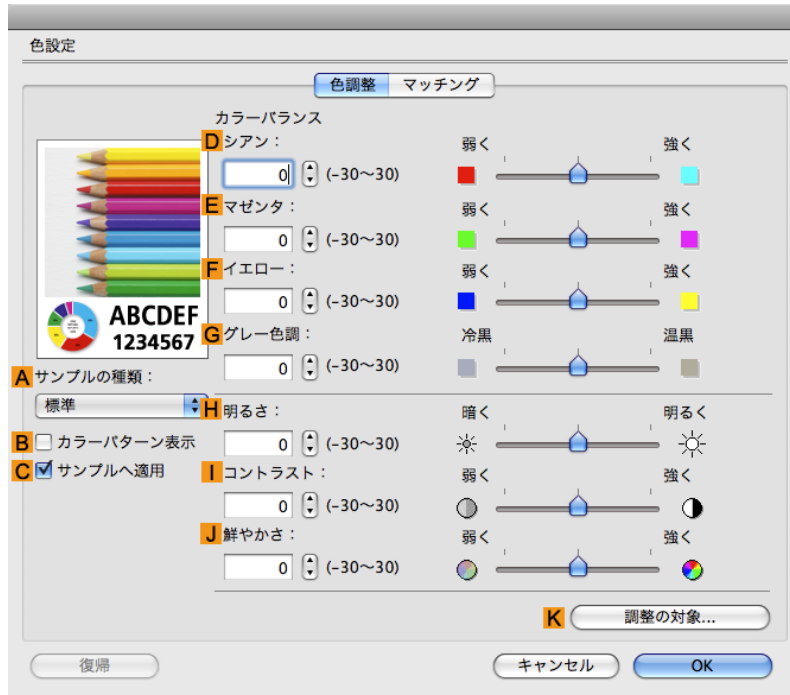 色設定
色調整 マッチング
カラーバランス
D シアン：
弱く 強く
0 (-30〜30)
E マゼンタ：
弱く 強く
0 (-30〜30)
F イエロー：
弱く 強く
0 (-30〜30)
ABCDEF
1234567
G グレー色調：
冷黒 温黒
0 (-30〜30)
A サンプルの種類：
標準
H 明るさ：
暗く 明るく
0 (-30〜30)
B カラーパターン表示
C サンプルへ適用
I コントラスト：
弱く 強く
0 (-30〜30)
J 鮮やかさ：
弱く 強く
0 (-30〜30)
K 調整の対象...
復帰 キャンセル OK